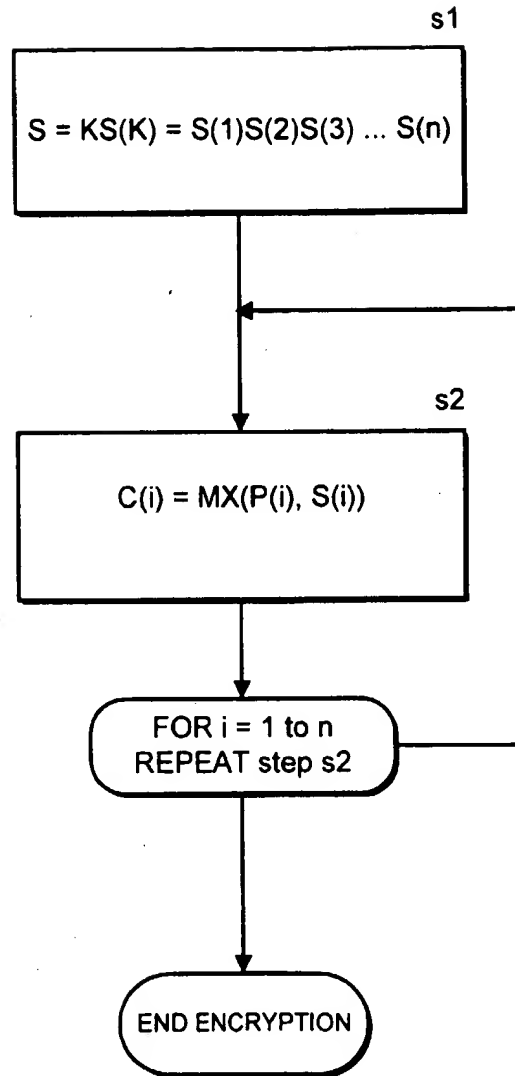 s1
S = KS(K) = S(1)S(2)S(3) ... S(n)
s2
C(i) = MX(P(i), S(i))
FOR i = 1 to n
REPEAT step s2
END ENCRYPTION